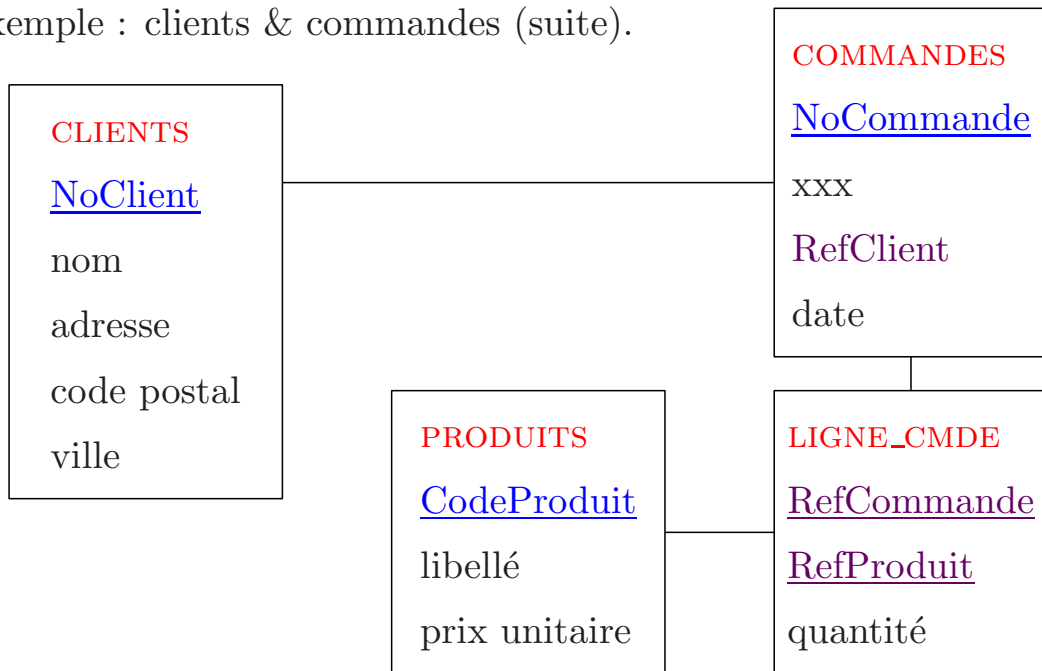 xemple : clients & commandes (suite).
CLIENTS
NoClient
nom
adresse
code postal
ville
COMMANDES
NoCommande
xxx
RefClient
date
PRODUITS
CodeProduit
libellé
prix unitaire
LIGNE_CMDE
RefCommande
RefProduit
quantité